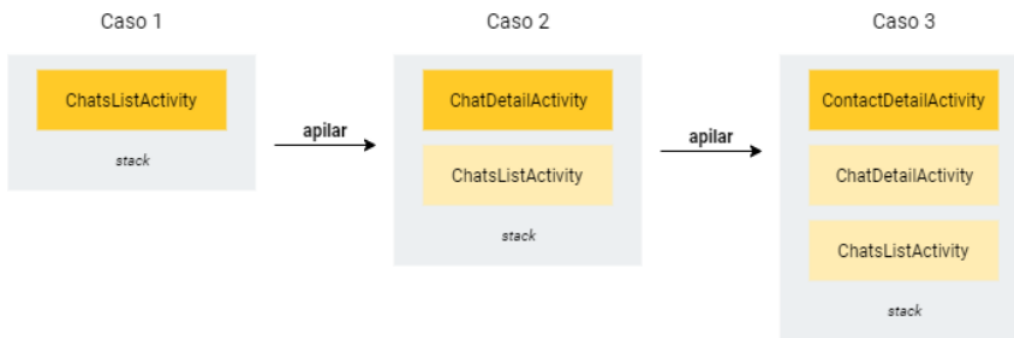 Caso 1
ChatsListActivity
stack
apilar
Caso 2
ChatDetailActivity
ChatsListActivity
stack
apilar
Caso 3
ContactDetailActivity
ChatDetailActivity
ChatsListActivity
stack